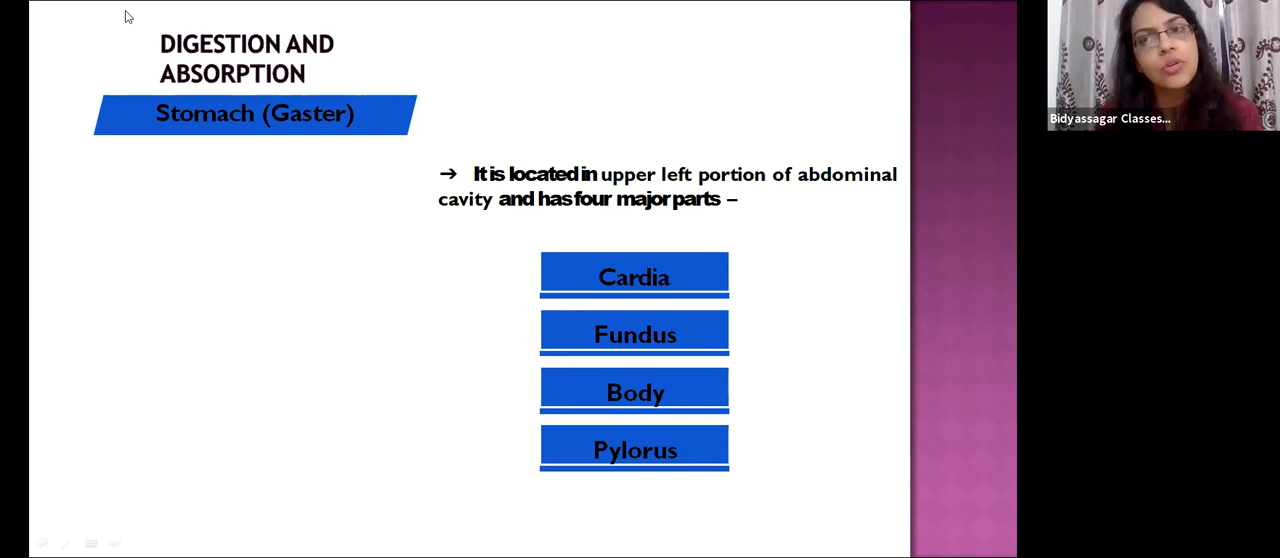 DIGESTION AND
ABSORPTION
Stomach (Gaster)
➔ It is located in upper left portion of abdominal
cavity and has four major parts –
Cardia
Fundus
Body
Pylorus
Bidyassagar Classes...